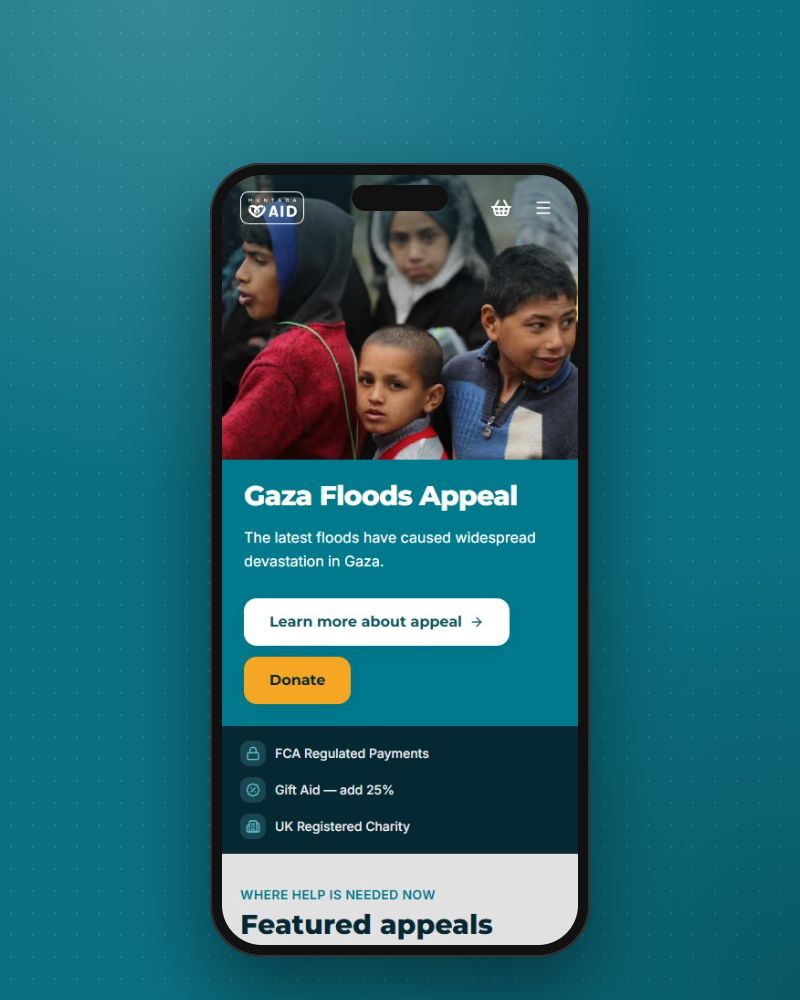 MUNTADA
AID
Gaza Floods Appeal
The latest floods have caused widespread
devastation in Gaza.
Learn more about appeal →
Donate
FCA Regulated Payments
Gift Aid — add 25%
UK Registered Charity
WHERE HELP IS NEEDED NOW
Featured appeals